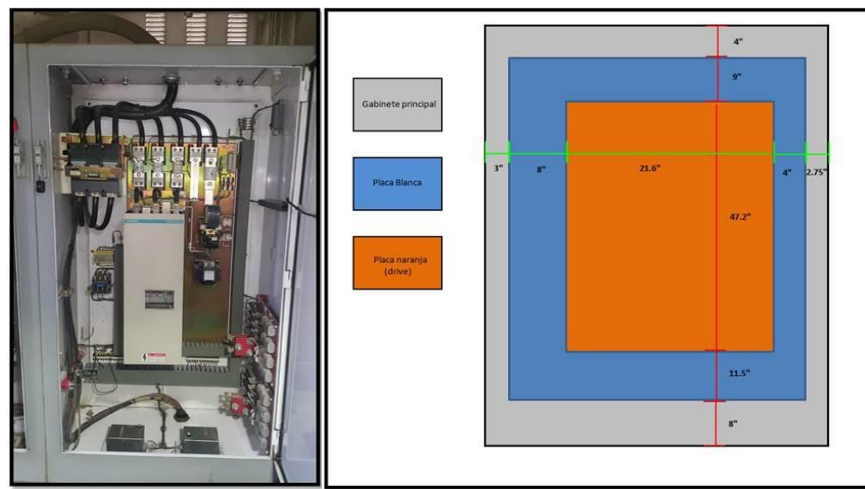 Gabinete principal
Placa Blanca
Placa naranja
(drive)
4"
9"
3"
8"
21.6"
4"
2.75"
47.2"
11.5"
8"